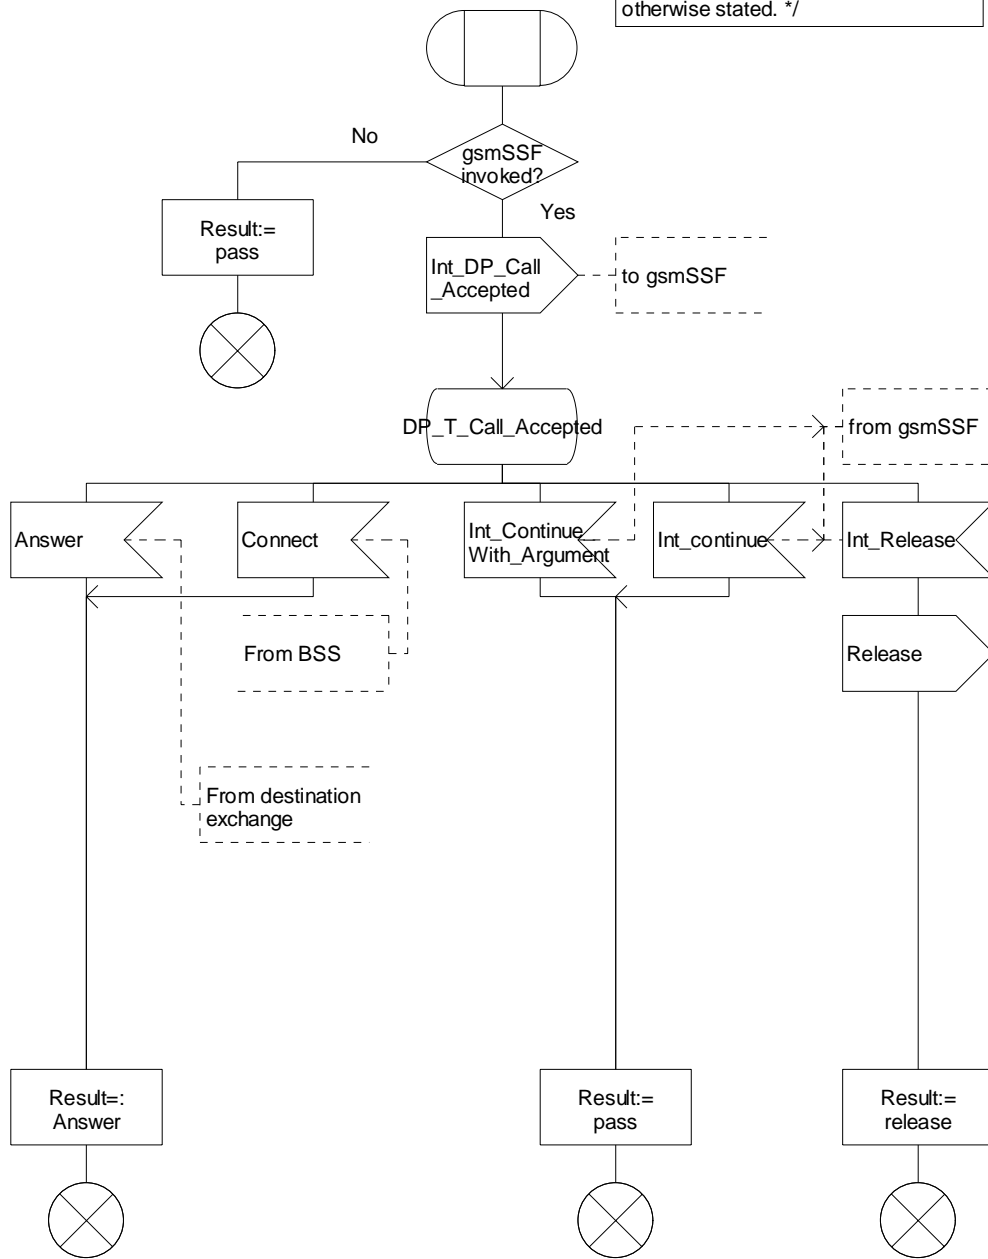 otherwise stated. */
No
gsmSSF
invoked?
Yes
Result:=
pass
Int_DP_Call
_Accepted
to gsmSSF
DP_T_Call_Accepted
from gsmSSF
Answer
Connect
Int_Continue
With_Argument
Int_continue
Int_Release
From BSS
Release
From destination
exchange
Result=:
Answer
Result:=
pass
Result:=
release